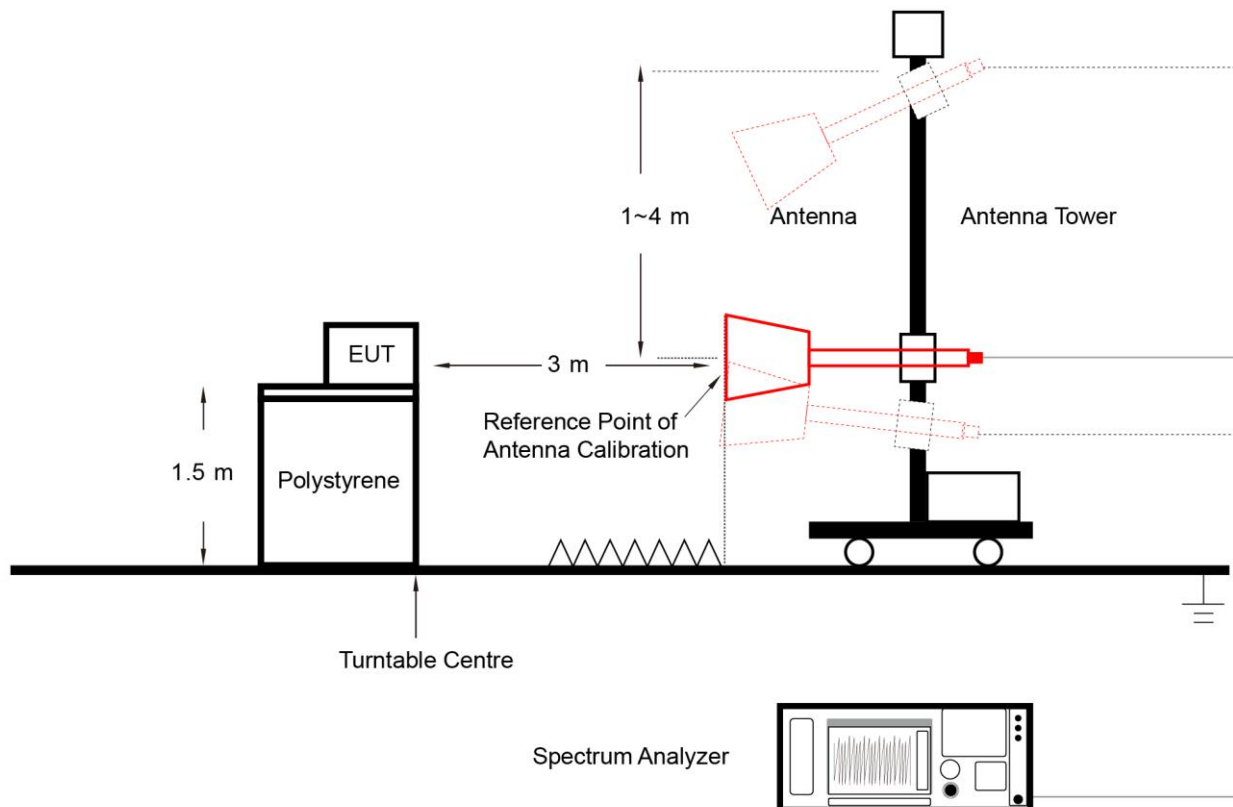 1~4 m
Antenna
Antenna Tower
EUT
3 m
Reference Point of
Antenna Calibration
1.5 m
Polystyrene
Turntable Centre
Spectrum Analyzer